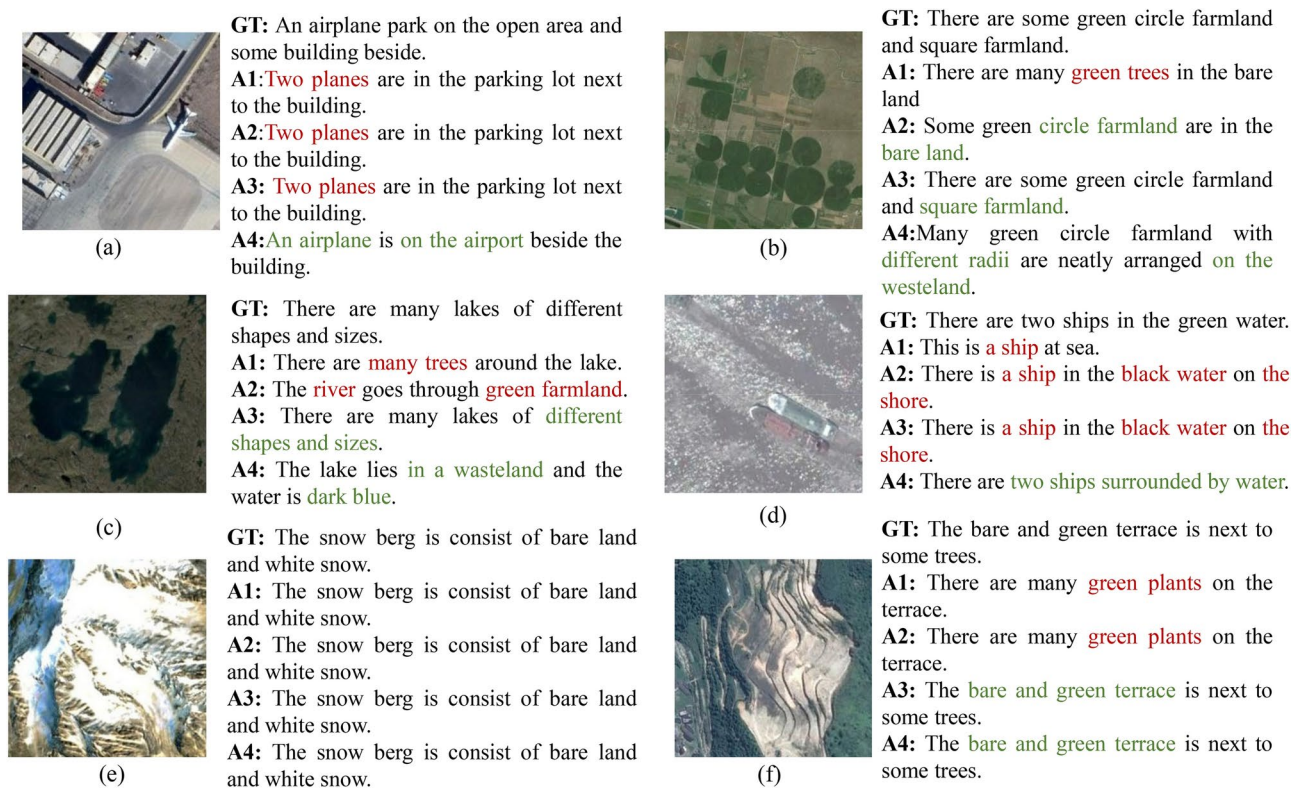 GT: An airplane park on the open area and
some building beside.
A1:Two planes are in the parking lot next
to the building.
A2:Two planes are in the parking lot next
to the building.
A3: Two planes are in the parking lot next
to the building.
A4:An airplane is on the airport beside the
building.
(a)
GT: There are some green circle farmland
and square farmland.
A1: There are many green trees in the bare
land
A2: Some green circle farmland are in the
bare land.
A3: There are some green circle farmland
and square farmland.
A4:Many green circle farmland with
different radii are neatly arranged on the
westeland.
(b)
GT: There are many lakes of different
shapes and sizes.
A1: There are many trees around the lake.
A2: The river goes through green farmland.
A3: There are many lakes of different
shapes and sizes.
A4: The lake lies in a wasteland and the
water is dark blue.
(c)
GT: There are two ships in the green water.
A1: This is a ship at sea.
A2: There is a ship in the black water on the
shore.
A3: There is a ship in the black water on the
shore.
A4: There are two ships surrounded by water.
(d)
GT: The snow berg is consist of bare land
and white snow.
A1: The snow berg is consist of bare land
and white snow.
A2: The snow berg is consist of bare land
and white snow.
A3: The snow berg is consist of bare land
and white snow.
A4: The snow berg is consist of bare land
and white snow.
(e)
GT: The bare and green terrace is next to
some trees.
A1: There are many green plants on the
terrace.
A2: There are many green plants on the
terrace.
A3: The bare and green terrace is next to
some trees.
A4: The bare and green terrace is next to
some trees.
(f)